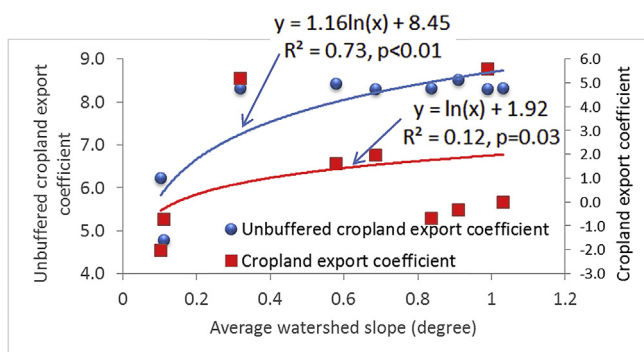 y = 1.16ln(x) + 8.45
R² = 0.73, p<0.01
9.0
8.0
7.0
6.0
5.0
4.0
Unbuffered cropland export
coefficient
y = ln(x) + 1.92
R² = 0.12, p=0.03
6.0
5.0
4.0
3.0
2.0
1.0
0.0
-1.0
-2.0
-3.0
Cropland export coefficient
Unbuffered cropland export coefficient
Cropland export coefficient
0
0.2
0.4
0.6
0.8
1
1.2
Average watershed slope (degree)